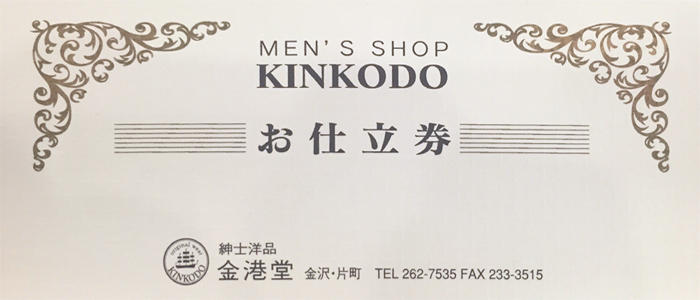 MEN'S SHOP
KINKODO
お仕立券
original wear
KINKODO
紳士洋品
金港堂 金沢・片町 TEL 262-7535 FAX 233-3515